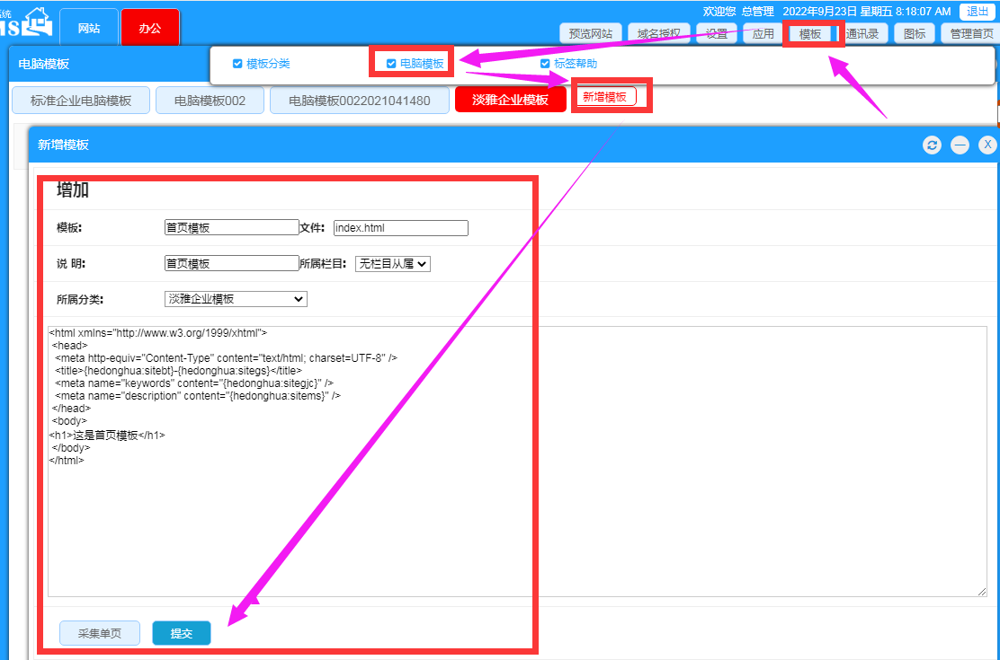 系统
网站
办公
欢迎您 总管理 2022年9月23日 星期五 8:18:07 AM 退出
预览网站 域名授权 设置 应用 模板 通讯录 图标 管理首页
电脑模板
模板分类 电脑模板 标签帮助
标准企业电脑模板 电脑模板002 电脑模板0022021041480 淡雅企业模板 新增模板
新增模板 X
增加
模板: 首页模板 文件: index.html
说 明: 首页模板 所属栏目: 无栏目从属
所属分类: 淡雅企业模板
<html xmlns="http://www.w3.org/1999/xhtml">
<head>
<meta http-equiv="Content-Type" content="text/html; charset=UTF-8" />
<title>{hedonghua:sitebt}-{hedonghua:sitegs}</title>
<meta name="keywords" content="{hedonghua:sitegjc}" />
<meta name="description" content="{hedonghua:sitems}" />
</head>
<body>
<h1>这是首页模板</h1>
</body>
</html>
采集单页 提交